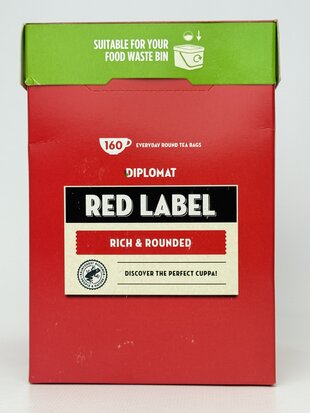 SUITABLE FOR YOUR
FOOD WASTE BIN
160 EVERYDAY ROUND TEA BAGS
DIPLOMAT
RED LABEL
RICH & ROUNDED
DISCOVER THE PERFECT CUPPA!